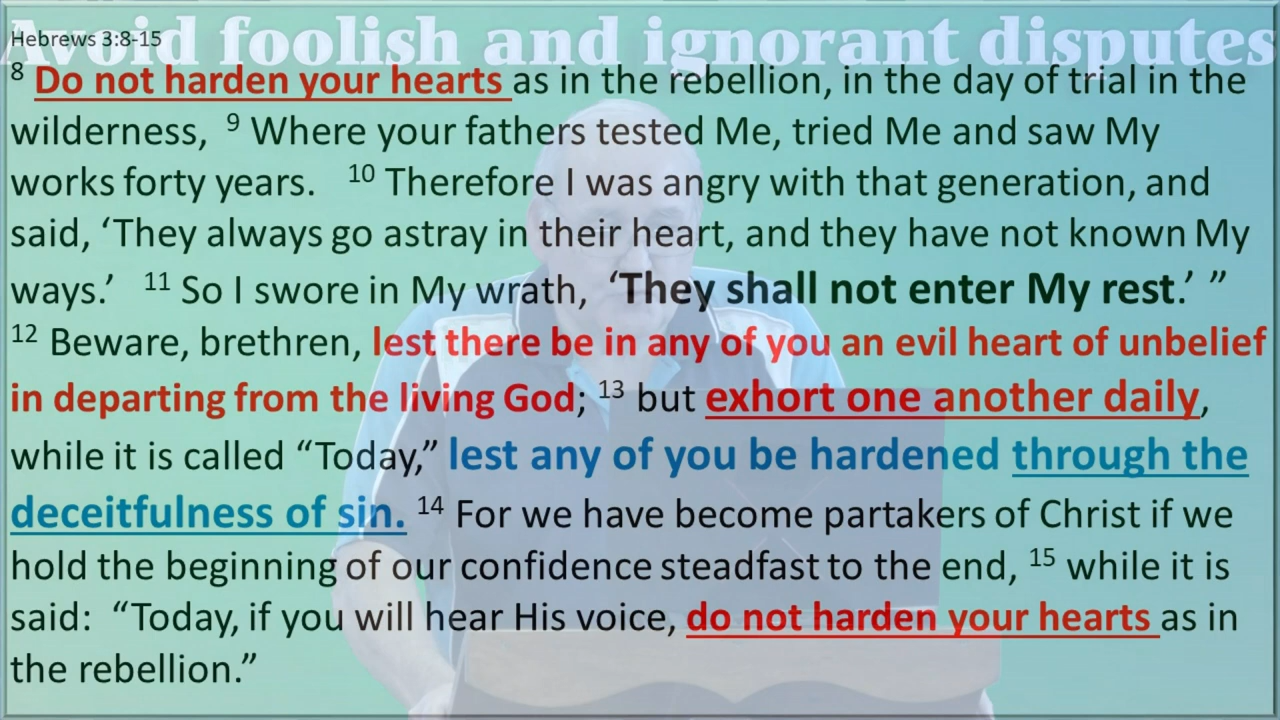 Avoid foolish and ignorant disputes
Hebrews 3:8-15
8 Do not harden your hearts as in the rebellion, in the day of trial in the
wilderness, 9 Where your fathers tested Me, tried Me and saw My
works forty years. 10 Therefore I was angry with that generation, and
said, ‘They always go astray in their heart, and they have not known My
ways.’ 11 So I swore in My wrath, ‘They shall not enter My rest.’ ”
12 Beware, brethren, lest there be in any of you an evil heart of unbelief
in departing from the living God; 13 but exhort one another daily,
while it is called “Today,” lest any of you be hardened through the
deceitfulness of sin. 14 For we have become partakers of Christ if we
hold the beginning of our confidence steadfast to the end, 15 while it is
said: “Today, if you will hear His voice, do not harden your hearts as in
the rebellion.”